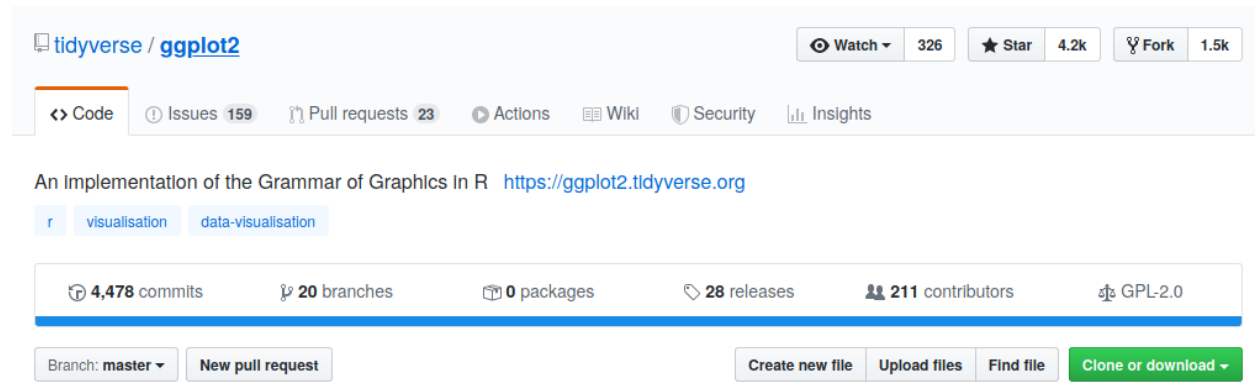 tidyverse / ggplot2 Watch 326 Star 4.2k Fork 1.5k
Code Issues 159 Pull requests 23 Actions Wiki Security Insights
An implementation of the Grammar of Graphics in R https://ggplot2.tidyverse.org
r visualisation data-visualisation
4,478 commits 20 branches 0 packages 28 releases 211 contributors GPL-2.0
Branch: master New pull request Create new file Upload files Find file Clone or download